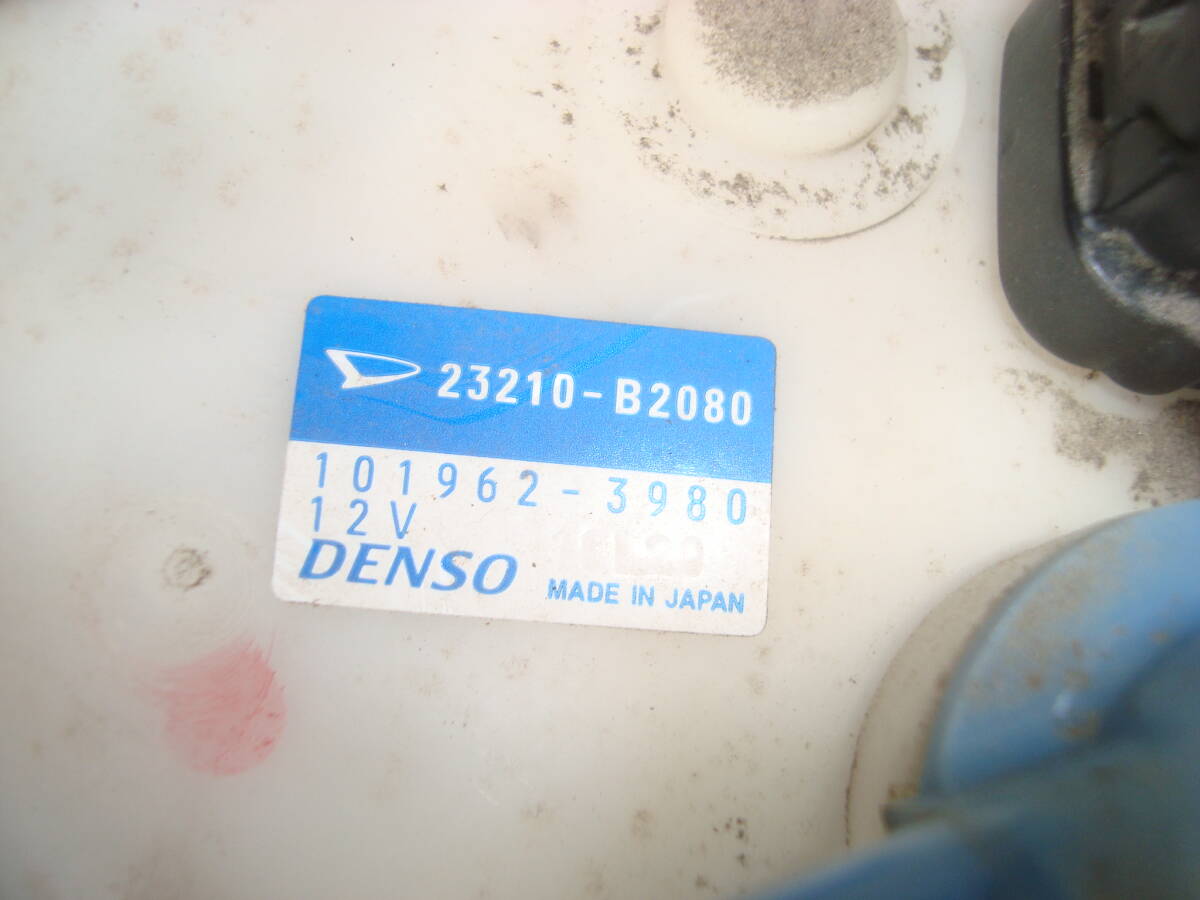 23210-B2080
101962-3980
12V
DENSO
MADE IN JAPAN